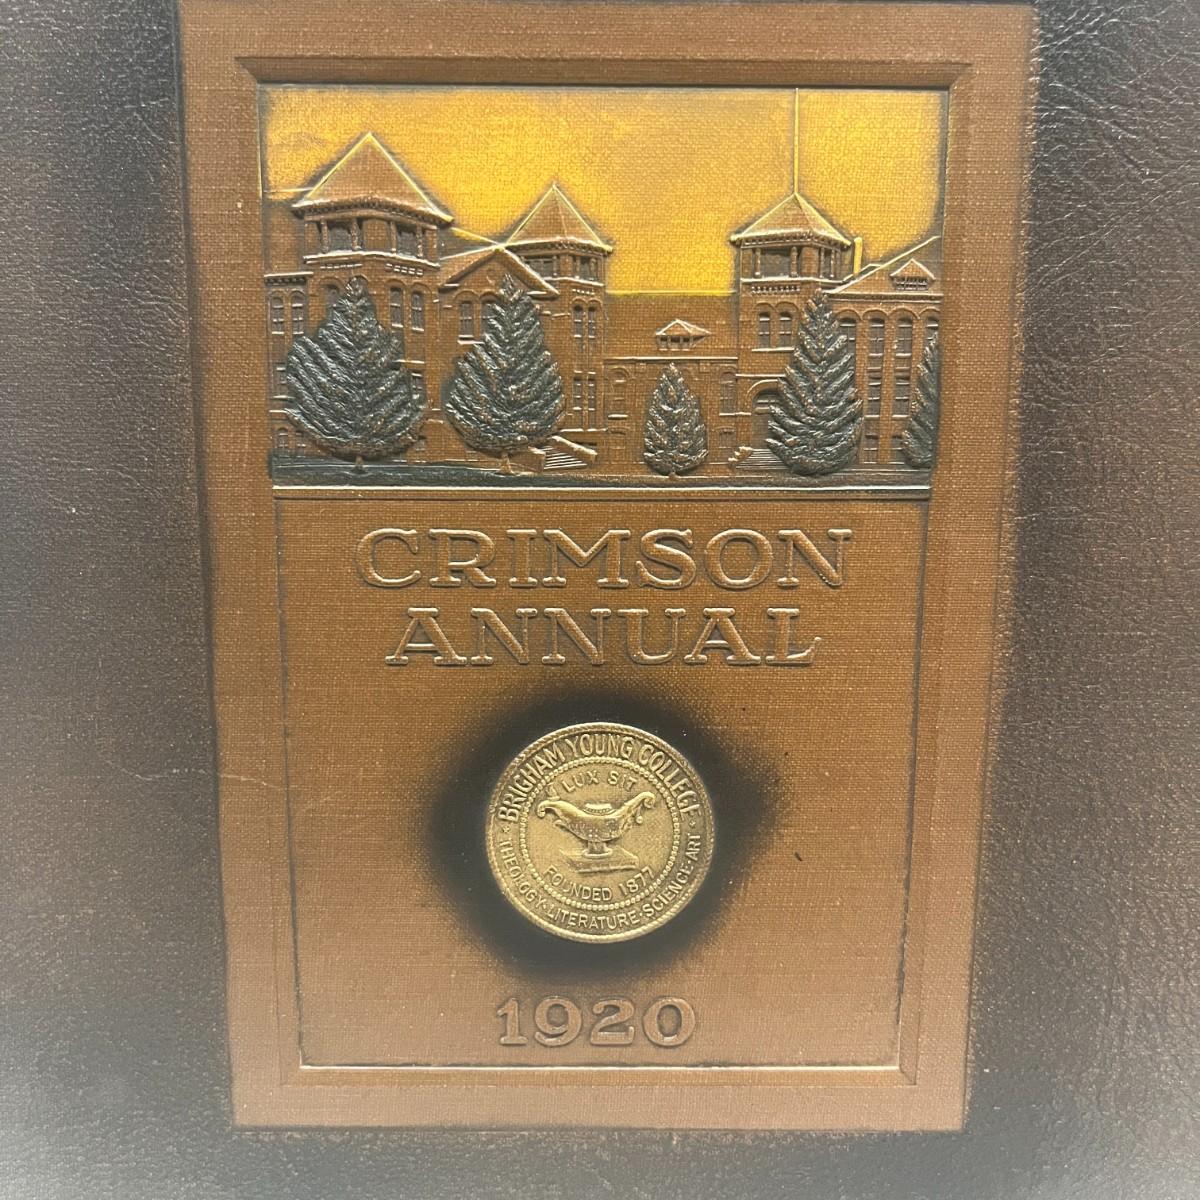 CRIMSON
ANNUAL
BRIGHAM YOUNG COLLEGE
LUX SIT
FOUNDED 1877
THEOLOGY·LITERATURE·SCIENCE·ART
1920